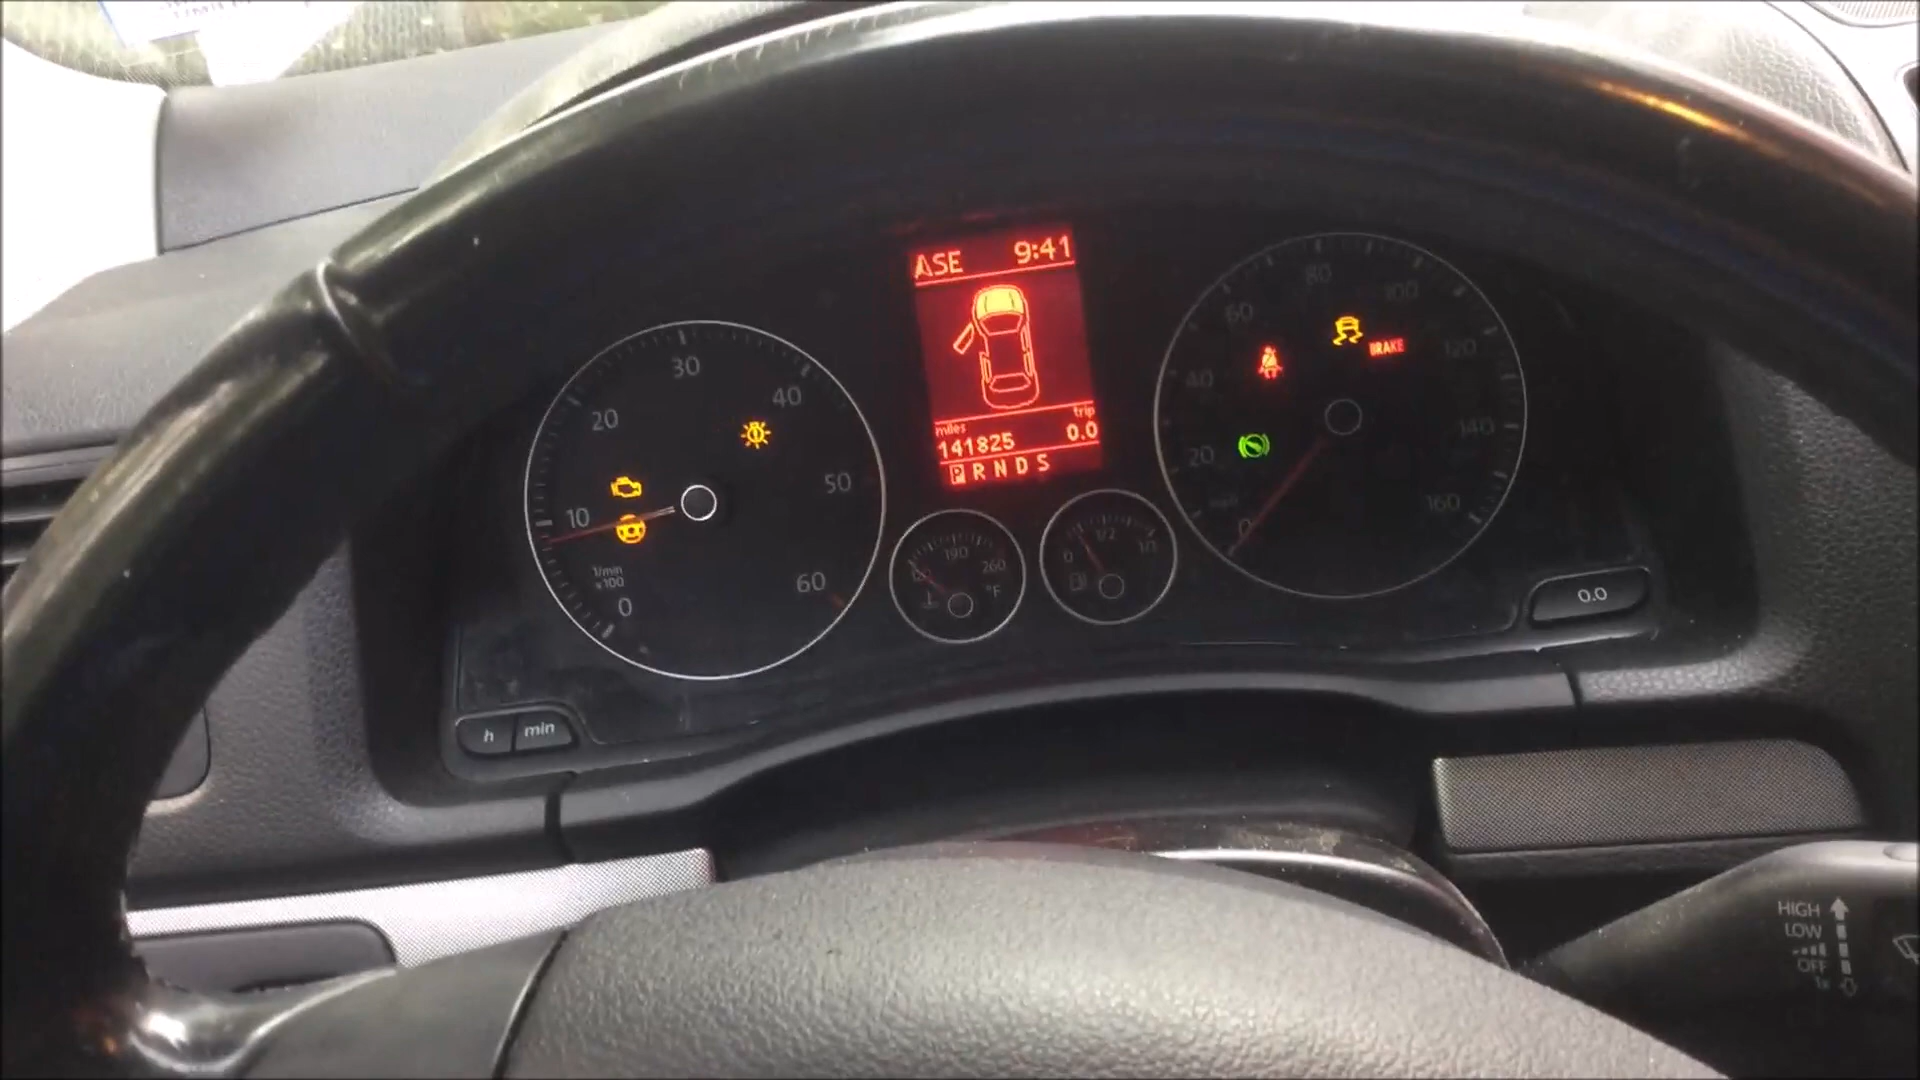 SE 9:41
miles trip
141825 0.0
P R N D S
0
10
20
30
40
50
60
1/min
x100
190
260
°F
0
1/2
1/1
0
20
40
60
80
100
120
140
160
BRAKE
0.0
h min
HIGH
LOW
OFF
1x